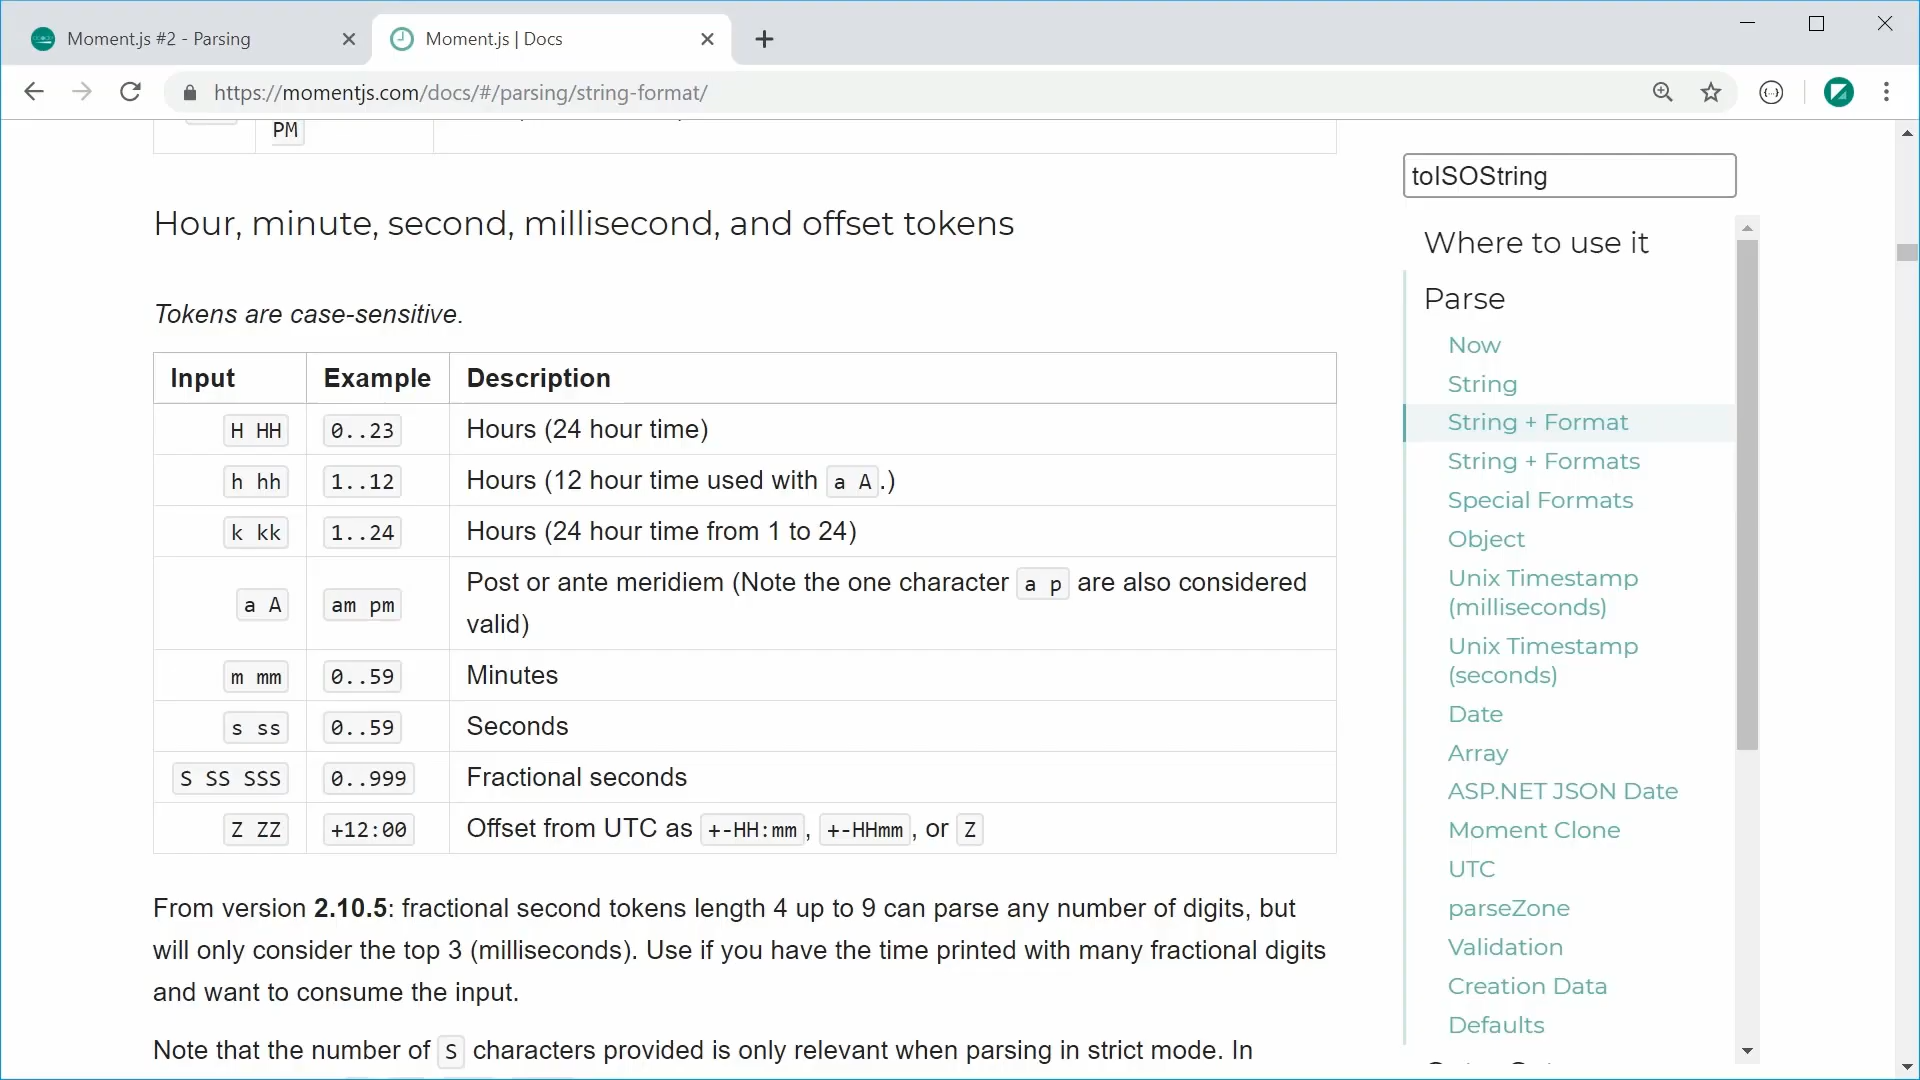 Moment.js #2 - Parsing
Moment.js | Docs
https://momentjs.com/docs/#/parsing/string-format/
PM
Hour, minute, second, millisecond, and offset tokens
Tokens are case-sensitive.
Input Example Description
H HH 0..23 Hours (24 hour time)
h hh 1..12 Hours (12 hour time used with a A.)
k kk 1..24 Hours (24 hour time from 1 to 24)
a A am pm Post or ante meridiem (Note the one character a p are also considered
valid)
m mm 0..59 Minutes
s ss 0..59 Seconds
S SS SSS 0..999 Fractional seconds
Z ZZ +12:00 Offset from UTC as +-HH:mm, +-HHmm, or Z
From version 2.10.5: fractional second tokens length 4 up to 9 can parse any number of digits, but
will only consider the top 3 (milliseconds). Use if you have the time printed with many fractional digits
and want to consume the input.
Note that the number of S characters provided is only relevant when parsing in strict mode. In
toISOString
Where to use it
Parse
Now
String
String + Format
String + Formats
Special Formats
Object
Unix Timestamp
(milliseconds)
Unix Timestamp
(seconds)
Date
Array
ASP.NET JSON Date
Moment Clone
UTC
parseZone
Validation
Creation Data
Defaults